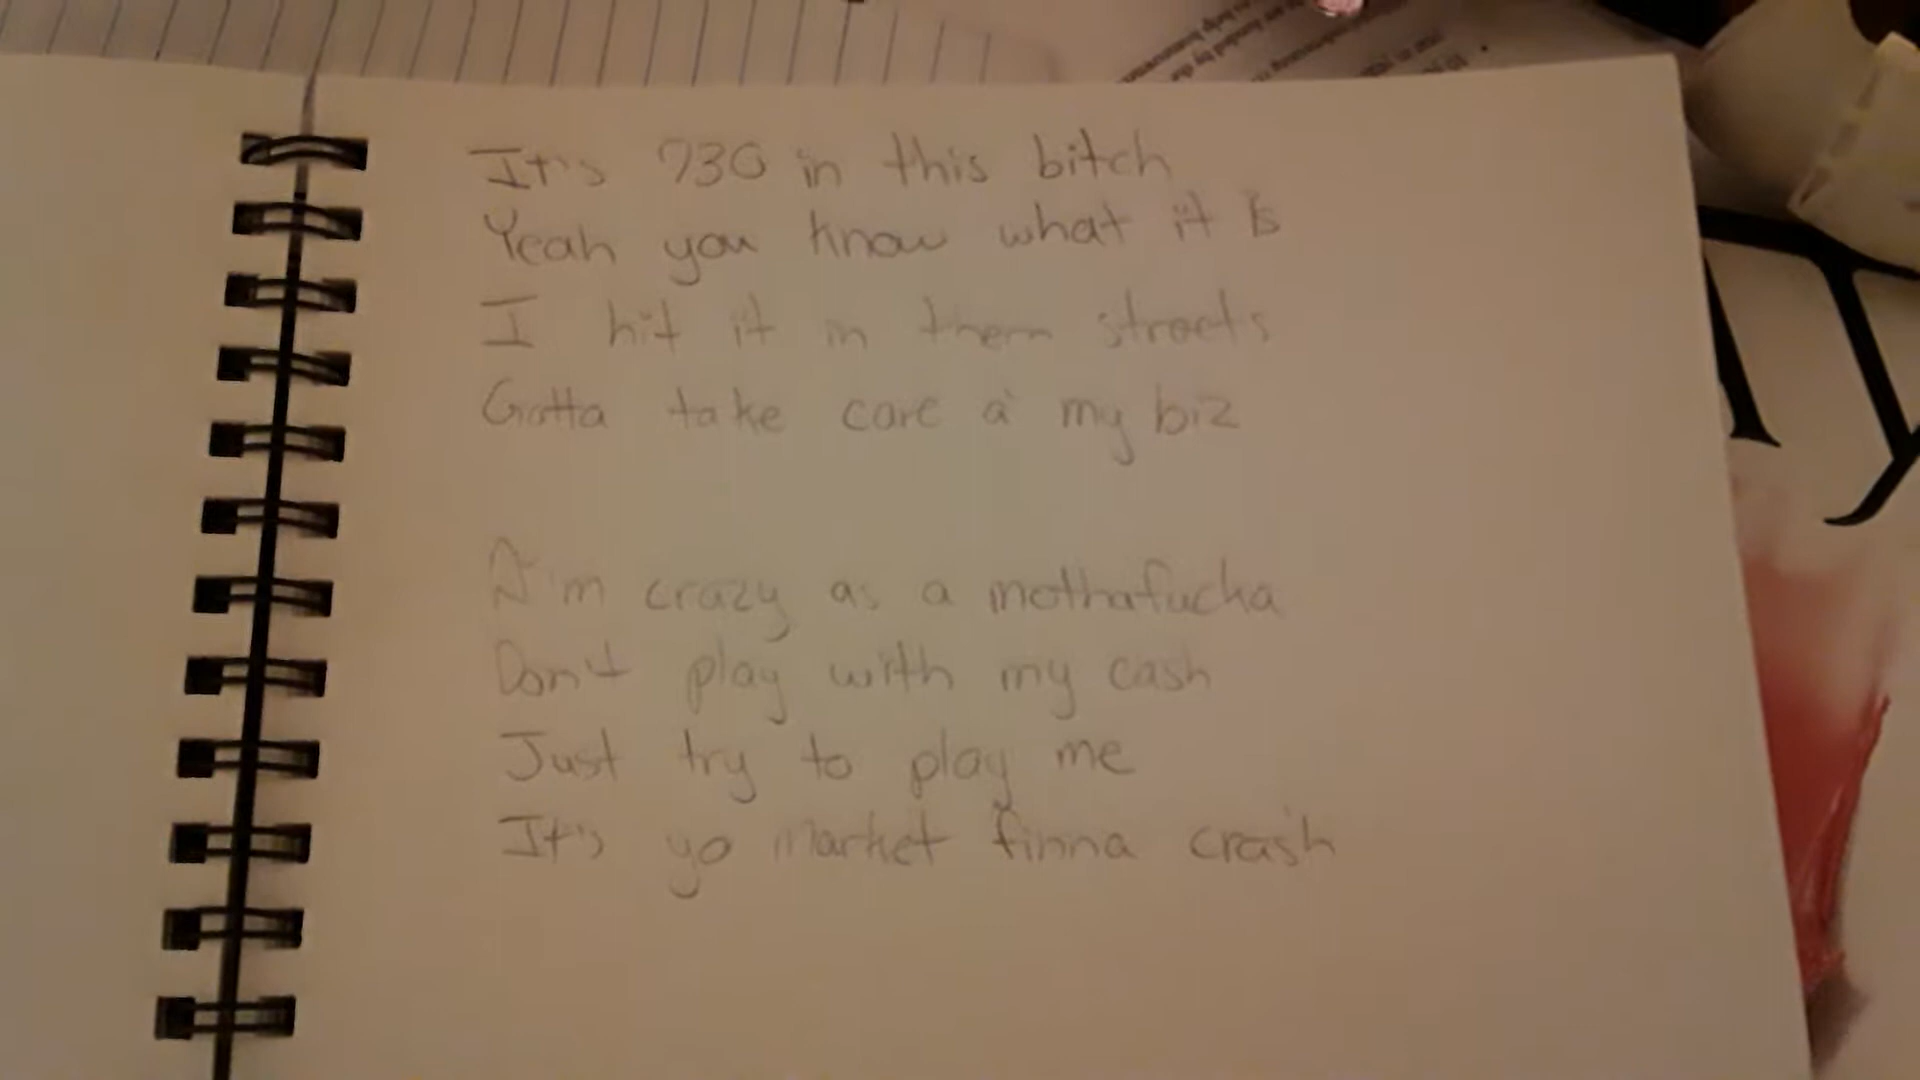 It's 730 in this bitch
Yeah you know what it is
I hit it in them streets
Gotta take care a' my biz
I'm crazy as a mothafucka
Don't play with my cash
Just try to play me
It's yo market finna crash